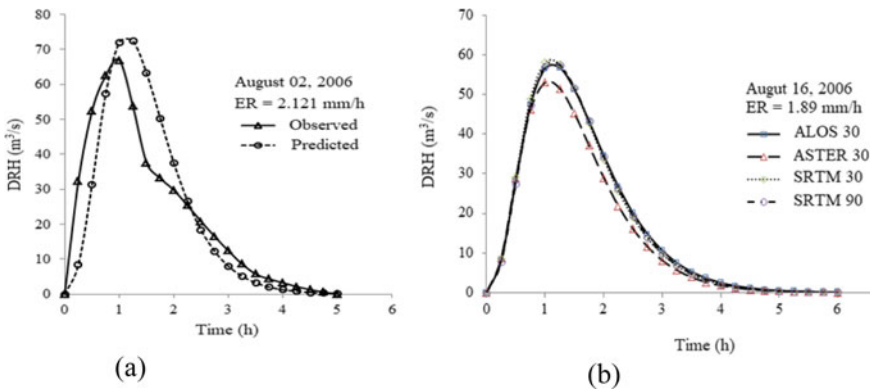 80
70
60
50
40
30
20
10
0
DRH (m³/s)
August 02, 2006
ER = 2.121 mm/h
Observed
Predicted
0 1 2 3 4 5 6
Time (h)
(a)
70
60
50
40
30
20
10
0
DRH (m³/s)
Augut 16, 2006
ER = 1.89 mm/h
ALOS 30
ASTER 30
SRTM 30
SRTM 90
0 1 2 3 4 5 6
Time (h)
(b)